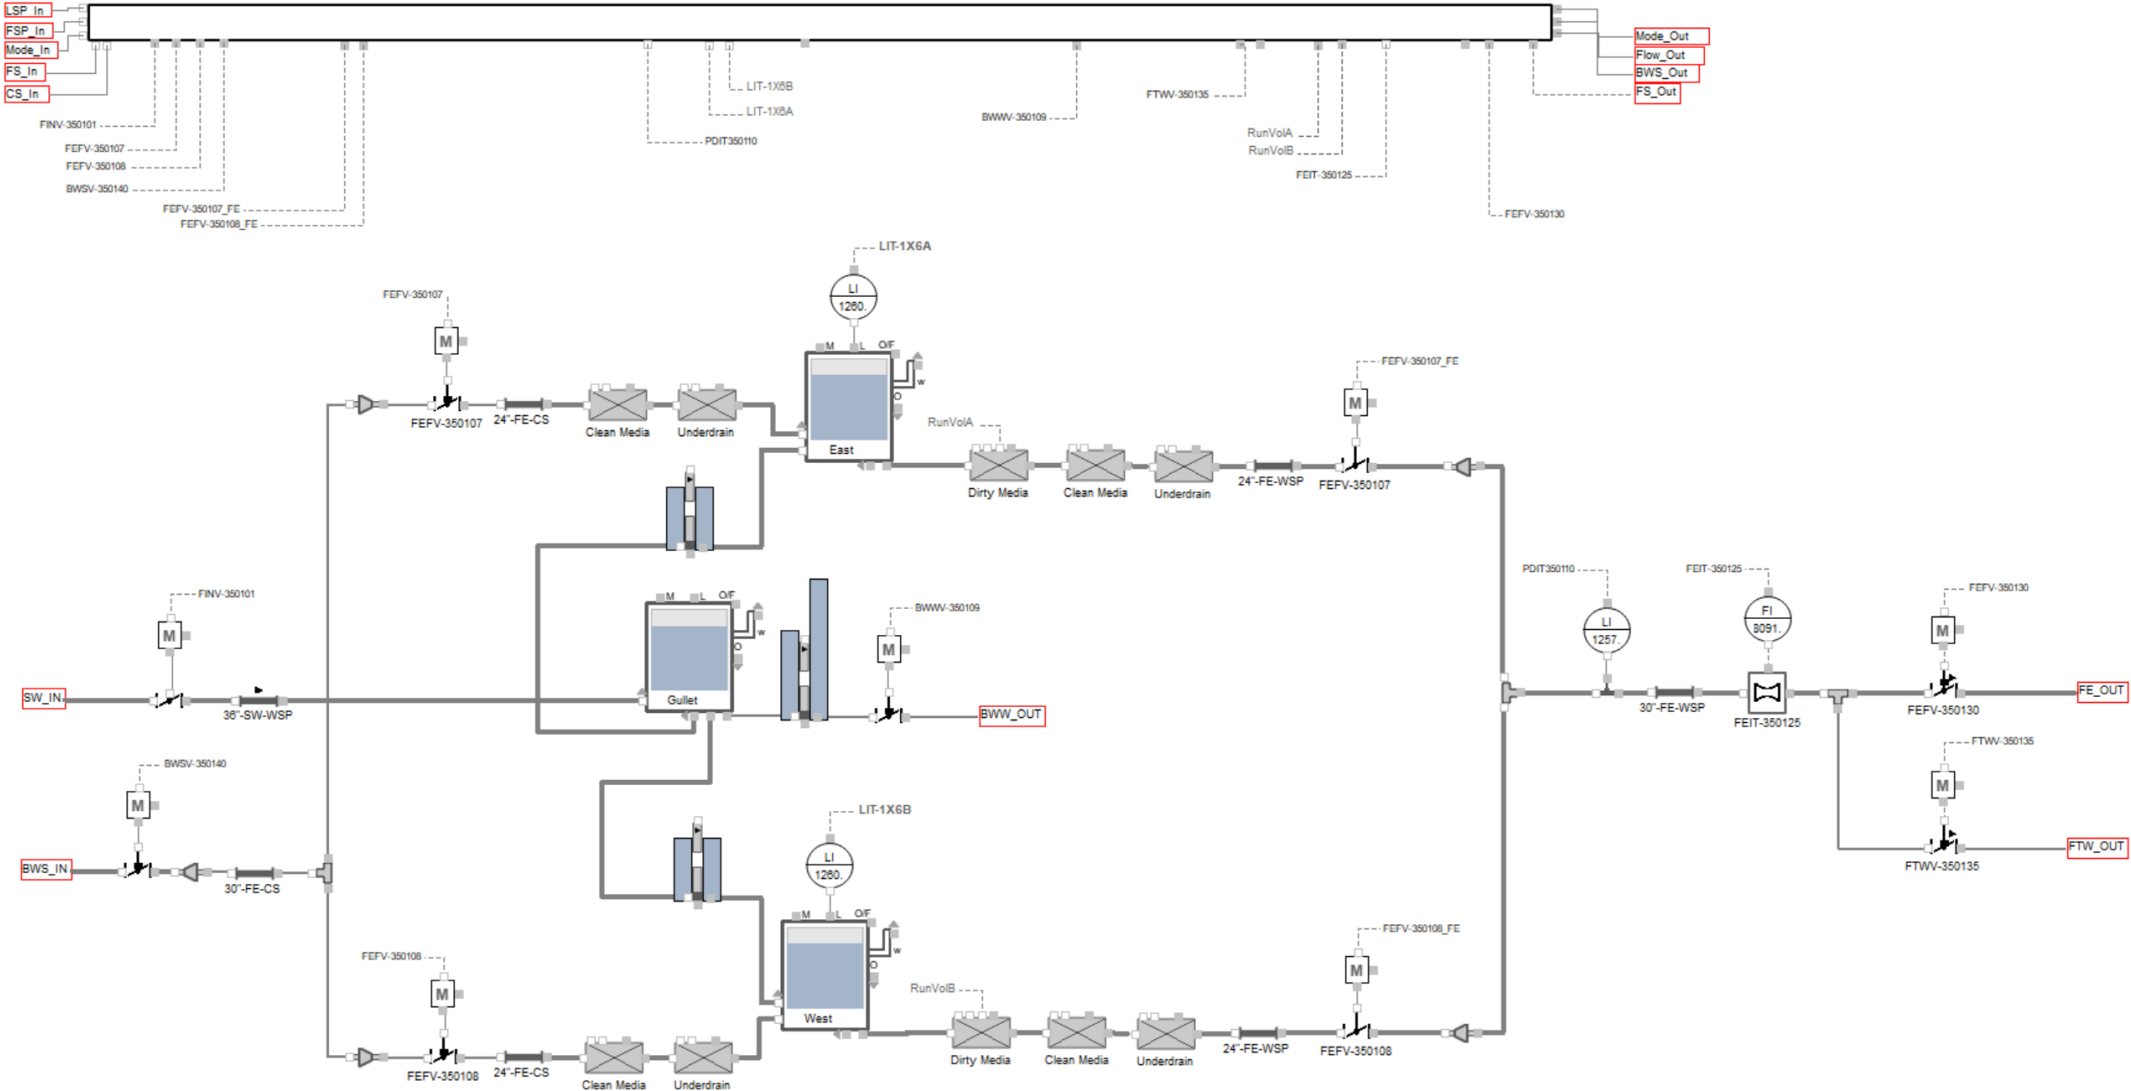 LSP_In
FSP_In
Mode_In
FS_In
CS_In
Mode_Out
Flow_Out
BWS_Out
FS_Out
LIT-1X6B
LIT-1X6A
PDIT350110
FINV-350101
FEFV-350107
FEFV-350108
BWSV-350140
FEFV-350107_FE
FEFV-350108_FE
BWWV-350109
FTWV-350135
RunVolA
RunVolB
FEIT-350125
FEFV-350130
LIT-1X6A
LI
1260.
FEFV-350107
M
M L O/F
W
O
East
FEFV-350107
24"-FE-CS
Clean Media
Underdrain
RunVolA
Dirty Media
Clean Media
Underdrain
24"-FE-WSP
FEFV-350107_FE
M
FEFV-350107
FINV-350101
M
SW_IN
36"-SW-WSP
M L O/F
W
O
Gullet
BWWV-350109
M
BWW_OUT
PDIT350110
LI
1257.
FEIT-350125
FI
8091.
FEFV-350130
M
30"-FE-WSP
FEIT-350125
FEFV-350130
FE_OUT
FTWV-350135
M
FTWV-350135
FTW_OUT
BWSV-350140
M
BWS_IN
30"-FE-CS
LIT-1X6B
LI
1260.
M L O/F
W
O
West
FEFV-350108
M
FEFV-350108
24"-FE-CS
Clean Media
Underdrain
RunVolB
Dirty Media
Clean Media
Underdrain
24"-FE-WSP
FEFV-350108_FE
M
FEFV-350108